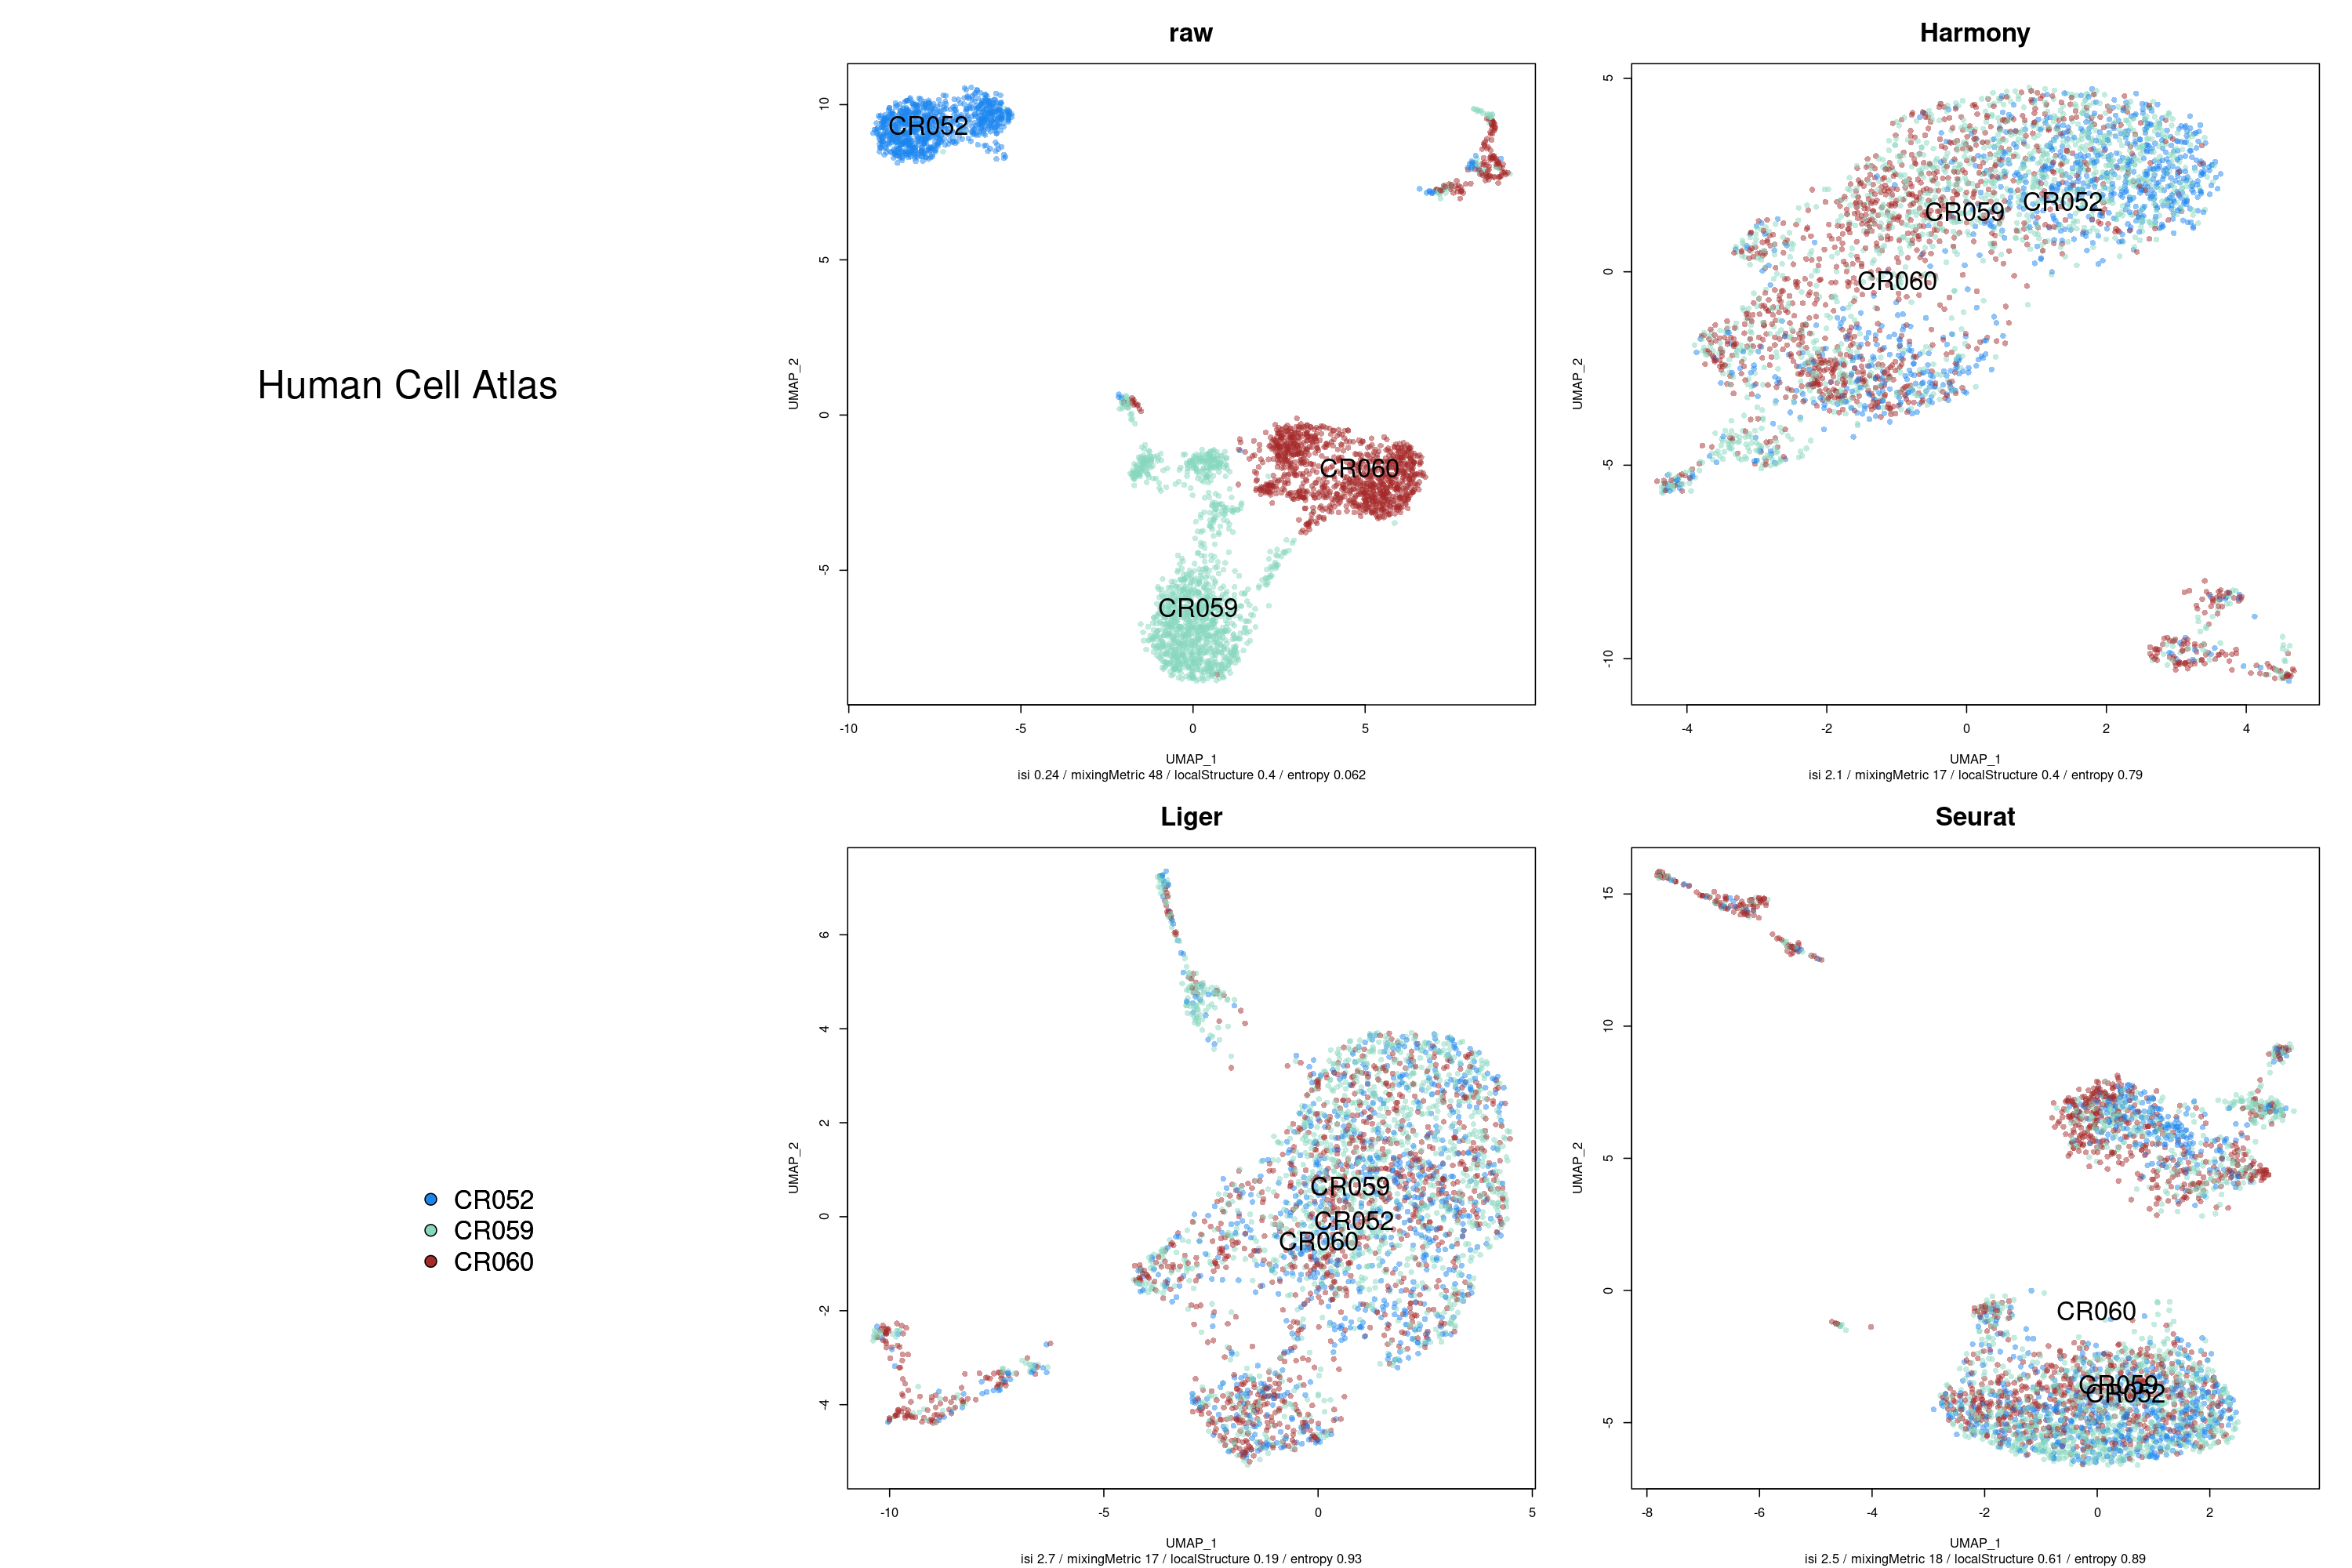 Human Cell Atlas
CR052
CR059
CR060
raw
CR052
CR060
CR059
10
5
0
-5
UMAP_2
-10
-5
0
5
UMAP_1
isi 0.24 / mixingMetric 48 / localStructure 0.4 / entropy 0.062
Harmony
CR052
CR059
CR060
5
0
-5
-10
UMAP_2
-4
-2
0
2
4
UMAP_1
isi 2.1 / mixingMetric 17 / localStructure 0.4 / entropy 0.79
Liger
CR059
CR052
CR060
6
4
2
0
-2
-4
UMAP_2
-10
-5
0
5
UMAP_1
isi 2.7 / mixingMetric 17 / localStructure 0.19 / entropy 0.93
Seurat
CR060
CR059
CR052
15
10
5
0
-5
UMAP_2
-8
-6
-4
-2
0
2
UMAP_1
isi 2.5 / mixingMetric 18 / localStructure 0.61 / entropy 0.89